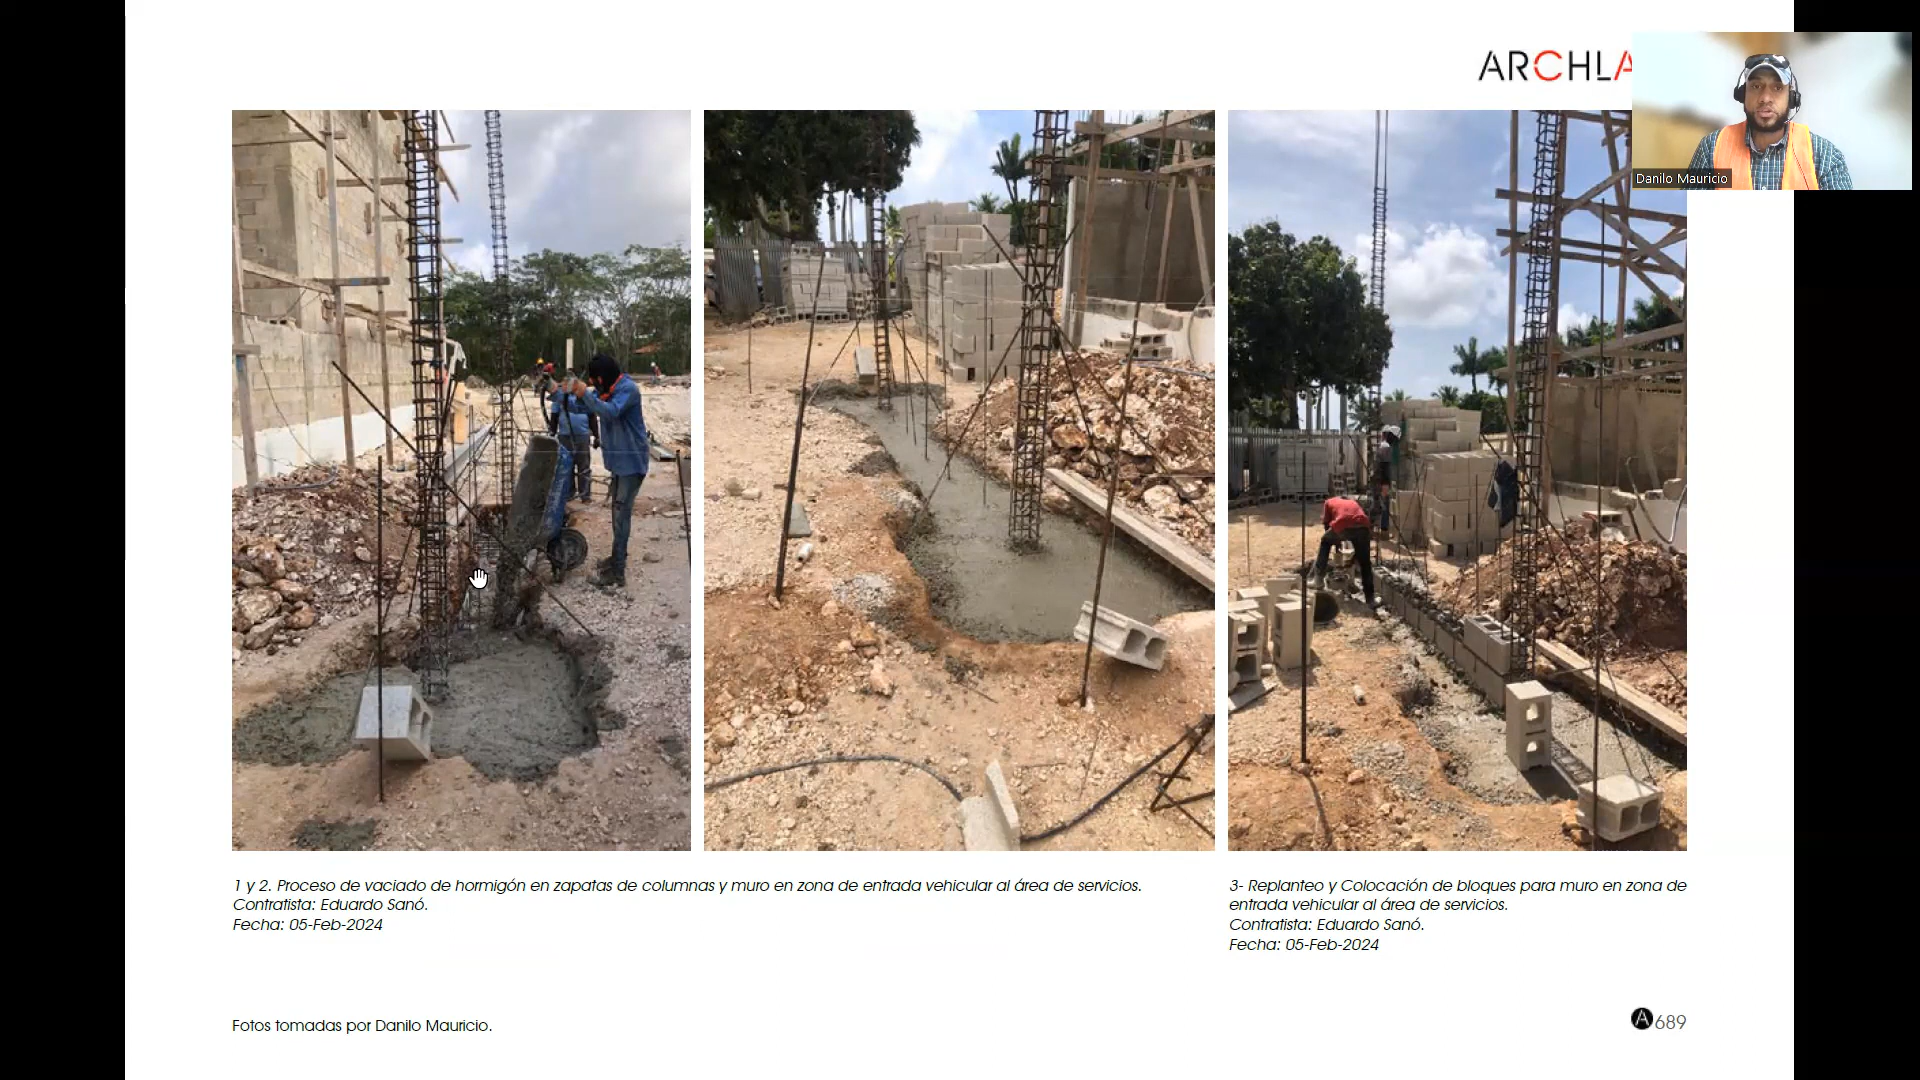 ARCHLA
Danilo Mauricio
1 y 2. Proceso de vaciado de hormigón en zapatas de columnas y muro en zona de entrada vehicular al área de servicios.
Contratista: Eduardo Sanó.
Fecha: 05-Feb-2024
3- Replanteo y Colocación de bloques para muro en zona de
entrada vehicular al área de servicios.
Contratista: Eduardo Sanó.
Fecha: 05-Feb-2024
Fotos tomadas por Danilo Mauricio.
A 689